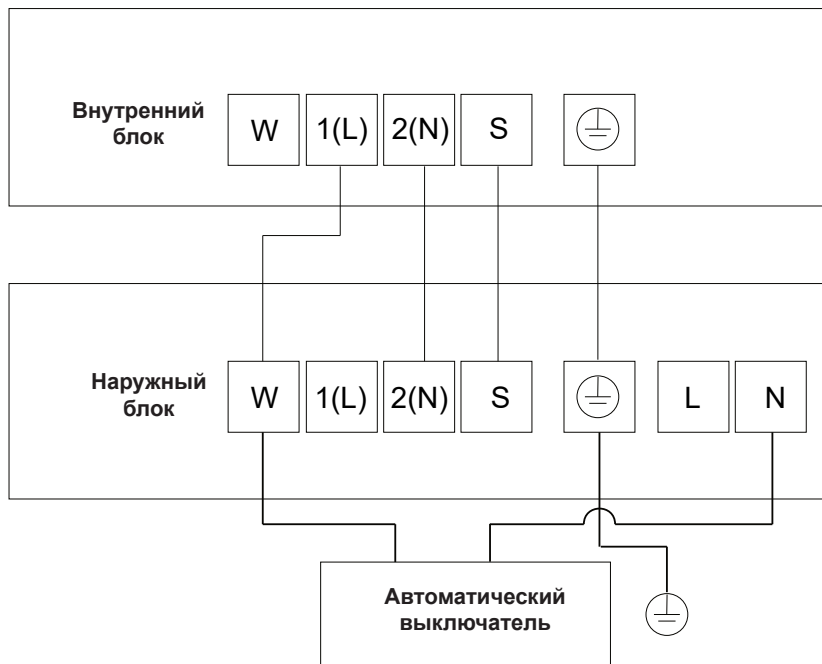 Внутренний
блок
W 1(L) 2(N) S
Наружный
блок
W 1(L) 2(N) S L N
Автоматический
выключатель